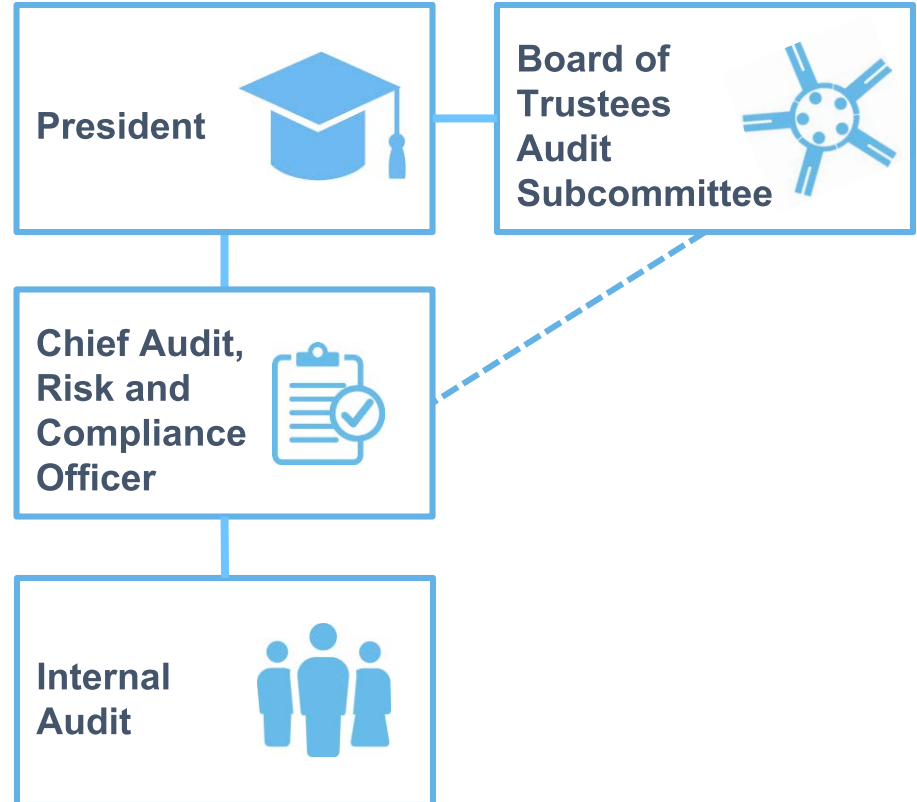 President
Board of
Trustees
Audit
Subcommittee
Chief Audit,
Risk and
Compliance
Officer
Internal
Audit